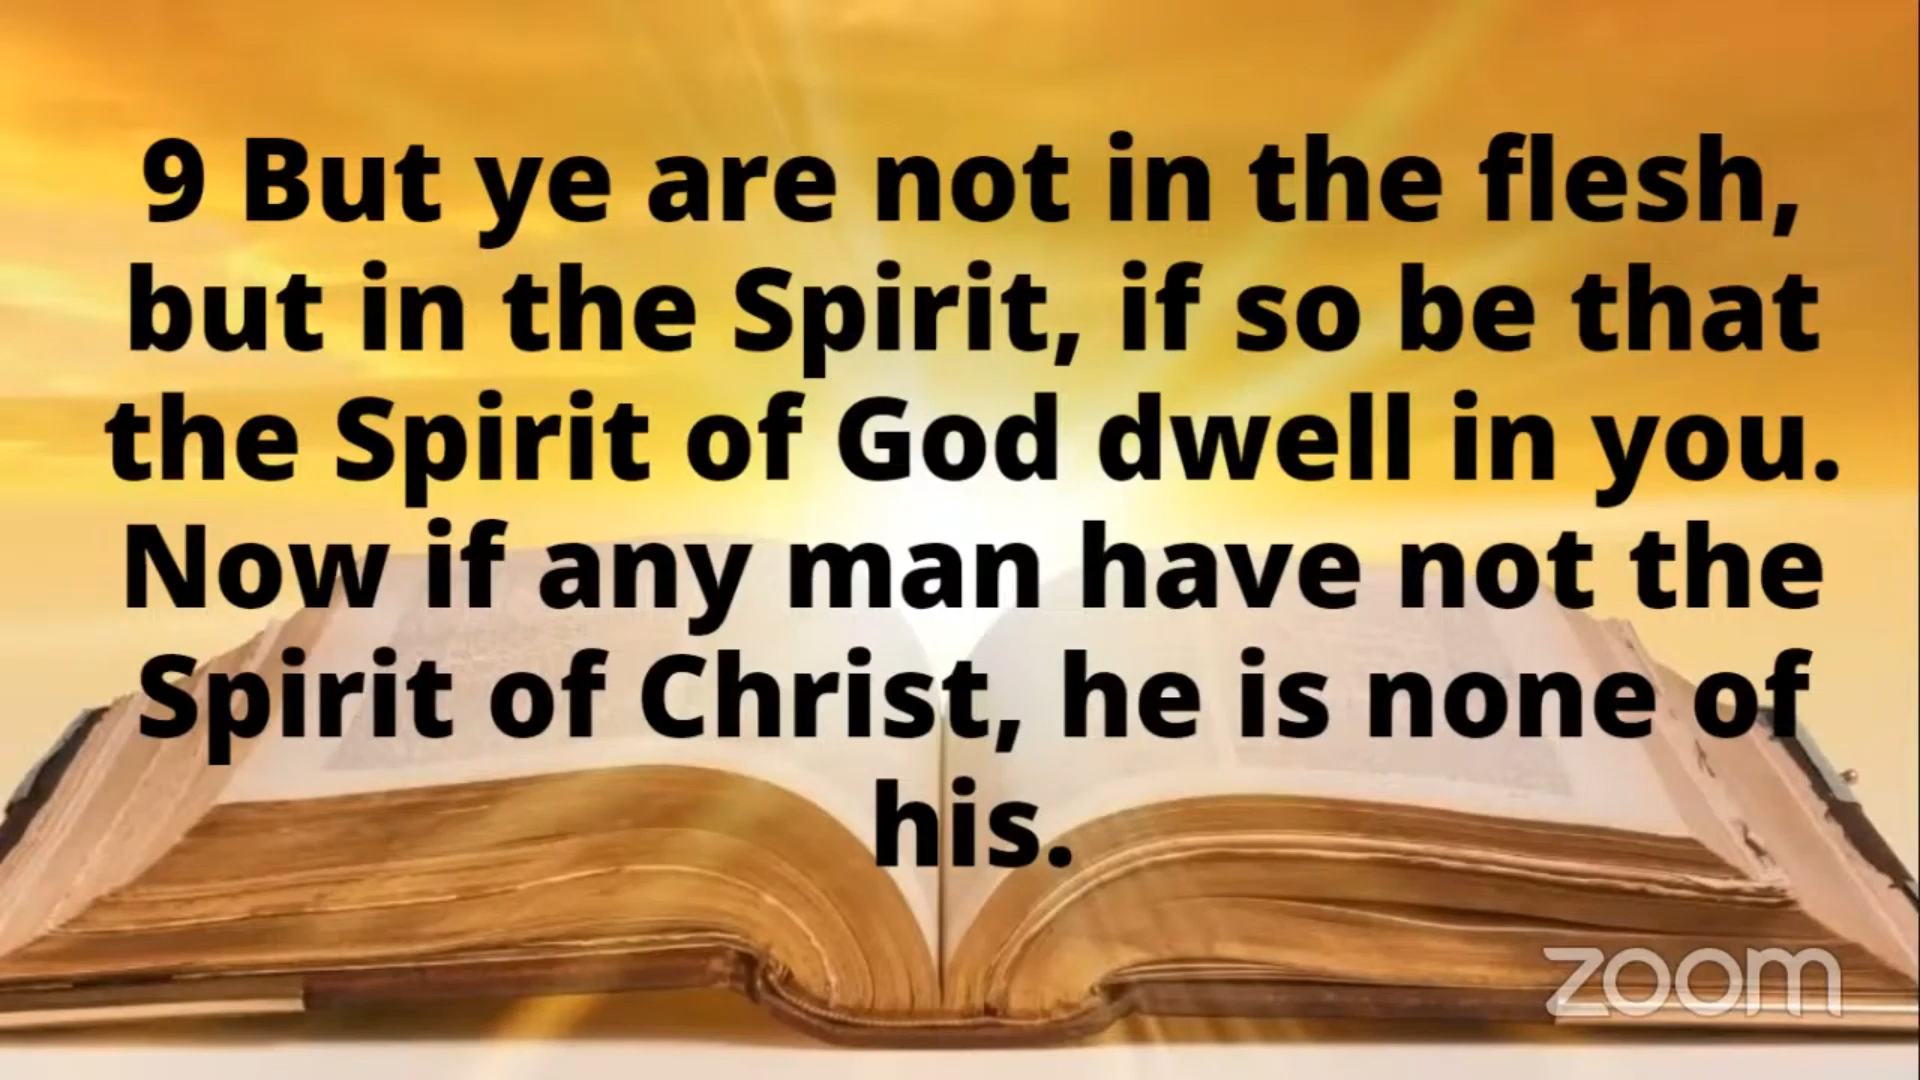 9 But ye are not in the flesh,
but in the Spirit, if so be that
the Spirit of God dwell in you.
Now if any man have not the
Spirit of Christ, he is none of
his.
zoom